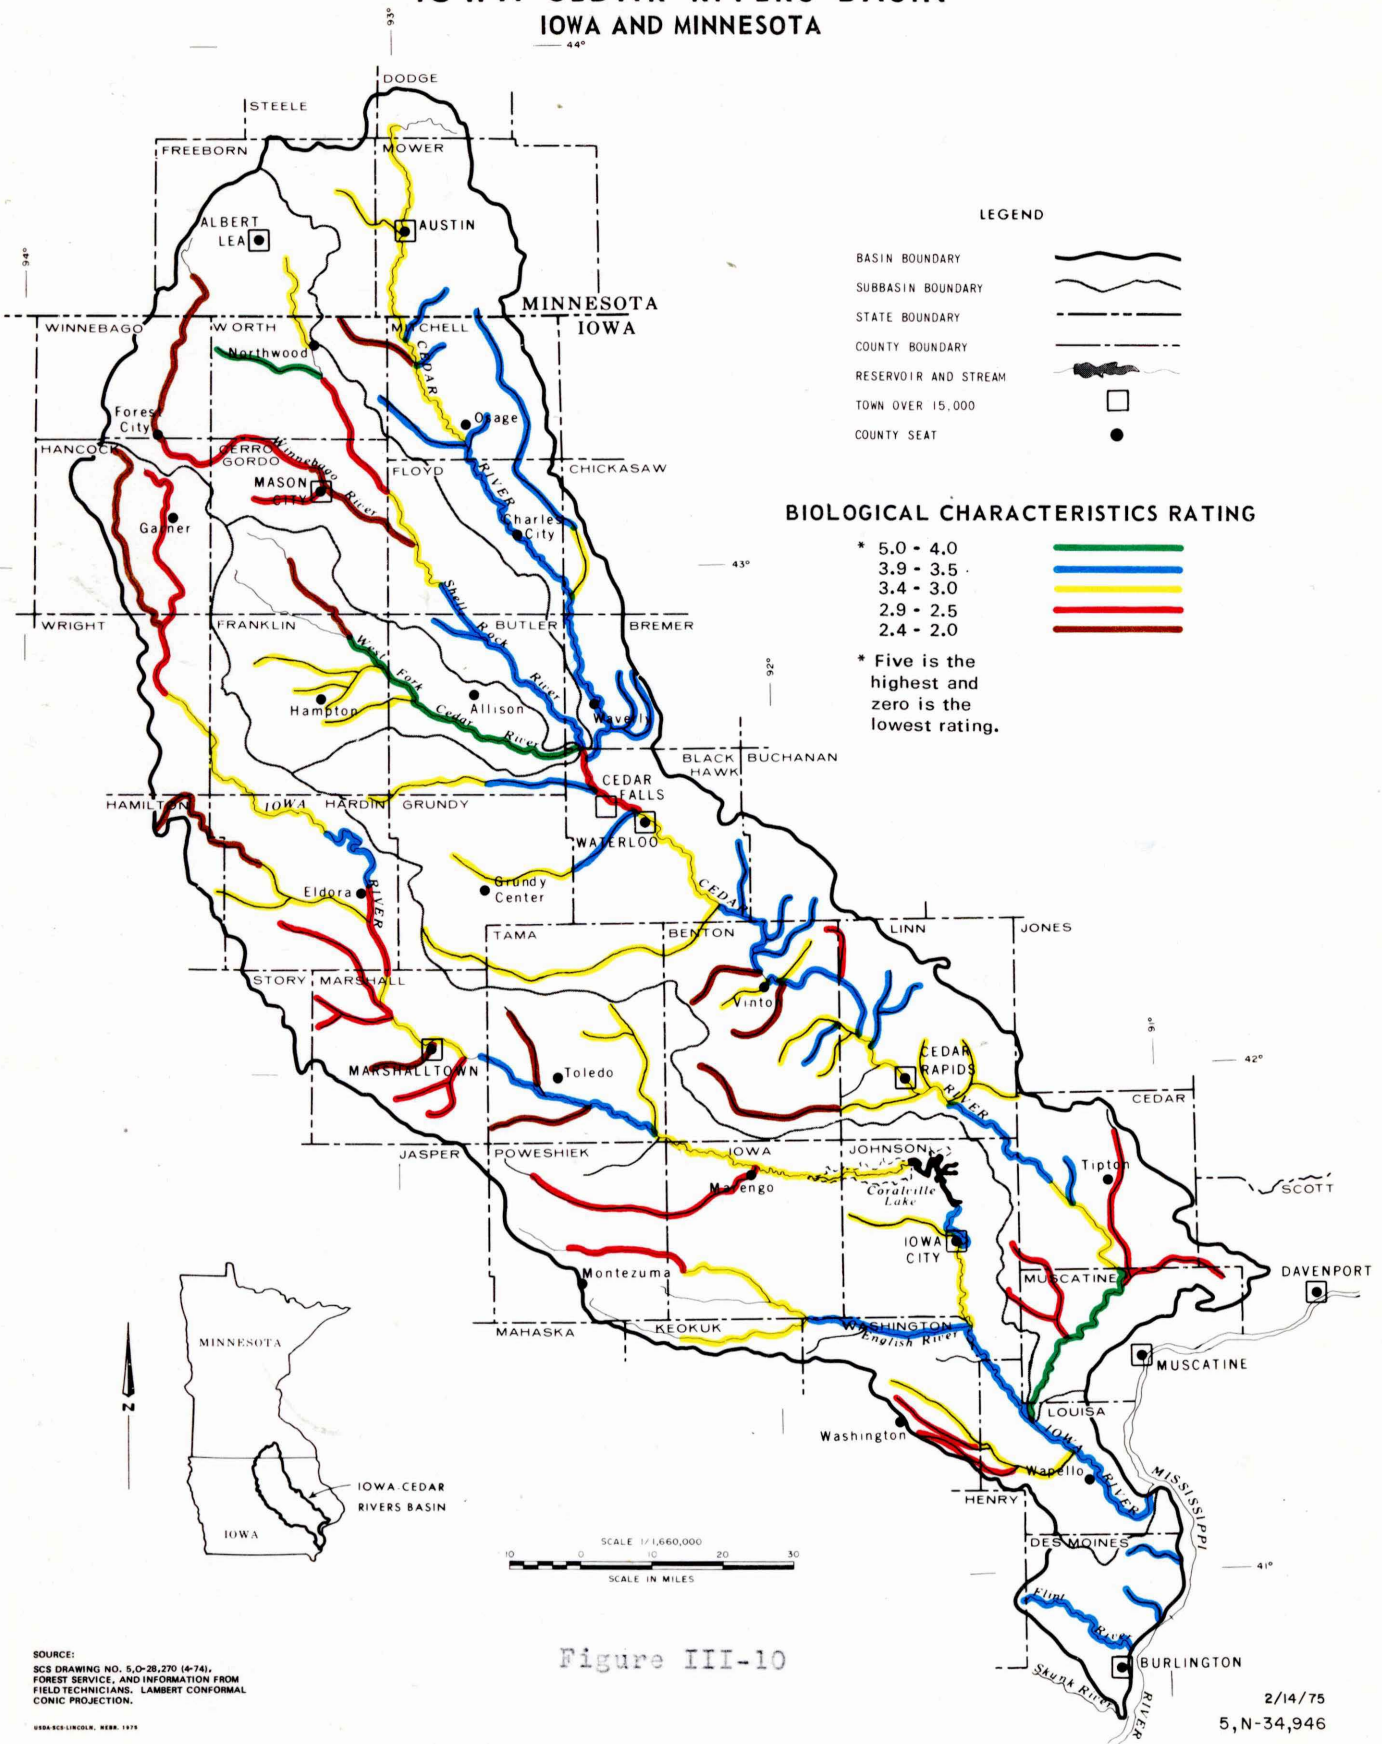 IOWA AND MINNESOTA
93°
44°
DODGE
STEELE
FREEBORN
MOWER
ALBERT
LEA
AUSTIN
94°
MINNESOTA
IOWA
WINNEBAGO
WORTH
MITCHELL
Northwood
CEDAR
Forest
City
Osage
HANCOCK
CERRO
GORDO
Winnebago
River
FLOYD
RIVER
CHICKASAW
MASON
CITY
Garner
Charles
City
43°
WRIGHT
FRANKLIN
Shell
Rock
River
BUTLER
BREMER
West
Fork
Cedar
River
92°
Hampton
Allison
Waverly
BLACK
HAWK
BUCHANAN
HAMILTON
IOWA
HARDIN
GRUNDY
CEDAR
FALLS
WATERLOO
Eldora
RIVER
Grundy
Center
CEDAR
TAMA
BENTON
LINN
JONES
STORY
MARSHALL
Vinton
91°
MARSHALLTOWN
Toledo
CEDAR
RAPIDS
42°
RIVER
CEDAR
JASPER
POWESHIEK
IOWA
JOHNSON
Marengo
Coralville
Lake
Tipton
SCOTT
IOWA
CITY
Montezuma
MUSCATINE
DAVENPORT
MAHASKA
KEOKUK
WASHINGTON
English River
MUSCATINE
LOUISA
Washington
IOWA
RIVER
Wapello
MISSISSIPPI
HENRY
DES MOINES
41°
Flint
River
BURLINGTON
Skunk River
RIVER
LEGEND
BASIN BOUNDARY
SUBBASIN BOUNDARY
STATE BOUNDARY
COUNTY BOUNDARY
RESERVOIR AND STREAM
TOWN OVER 15,000
COUNTY SEAT
BIOLOGICAL CHARACTERISTICS RATING
* 5.0 - 4.0
3.9 - 3.5
3.4 - 3.0
2.9 - 2.5
2.4 - 2.0
* Five is the
highest and
zero is the
lowest rating.
MINNESOTA
IOWA
IOWA-CEDAR
RIVERS BASIN
N
SCALE 1/1,660,000
10 0 10 20 30
SCALE IN MILES
Figure III-10
SOURCE:
SCS DRAWING NO. 5,O-28,270 (4-74),
FOREST SERVICE, AND INFORMATION FROM
FIELD TECHNICIANS. LAMBERT CONFORMAL
CONIC PROJECTION.
USDA-SCS-LINCOLN, NEBR. 1975
2/14/75
5,N-34,946